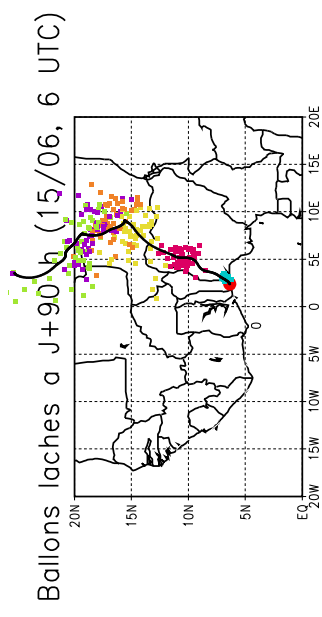 Ballons laches a J+90 h (15/06, 6 UTC)
20N
15N
10N
5N
EQ
20W
15W
10W
5W
0
5E
10E
15E
20E
0